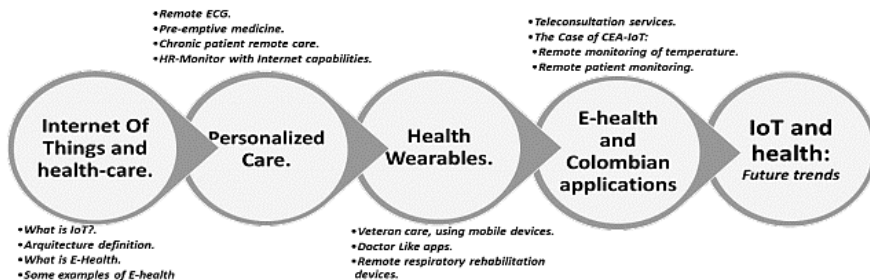 •Remote ECG.
•Pre-emptive medicine.
•Chronic patient remote care.
•HR-Monitor with Internet capabilities.
•Teleconsultation services.
•The Case of CEA-IoT:
•Remote monitoring of temperature.
•Remote patient monitoring.
Internet Of
Things and
health-care.
Personalized
Care.
Health
Wearables.
E-health
and
Colombian
applications
IoT and
health:
Future trends
•What is IoT?.
•Arquitecture definition.
•What is E-Health.
•Some examples of E-health
•Veteran care, using mobile devices.
•Doctor Like apps.
•Remote respiratory rehabilitation
devices.